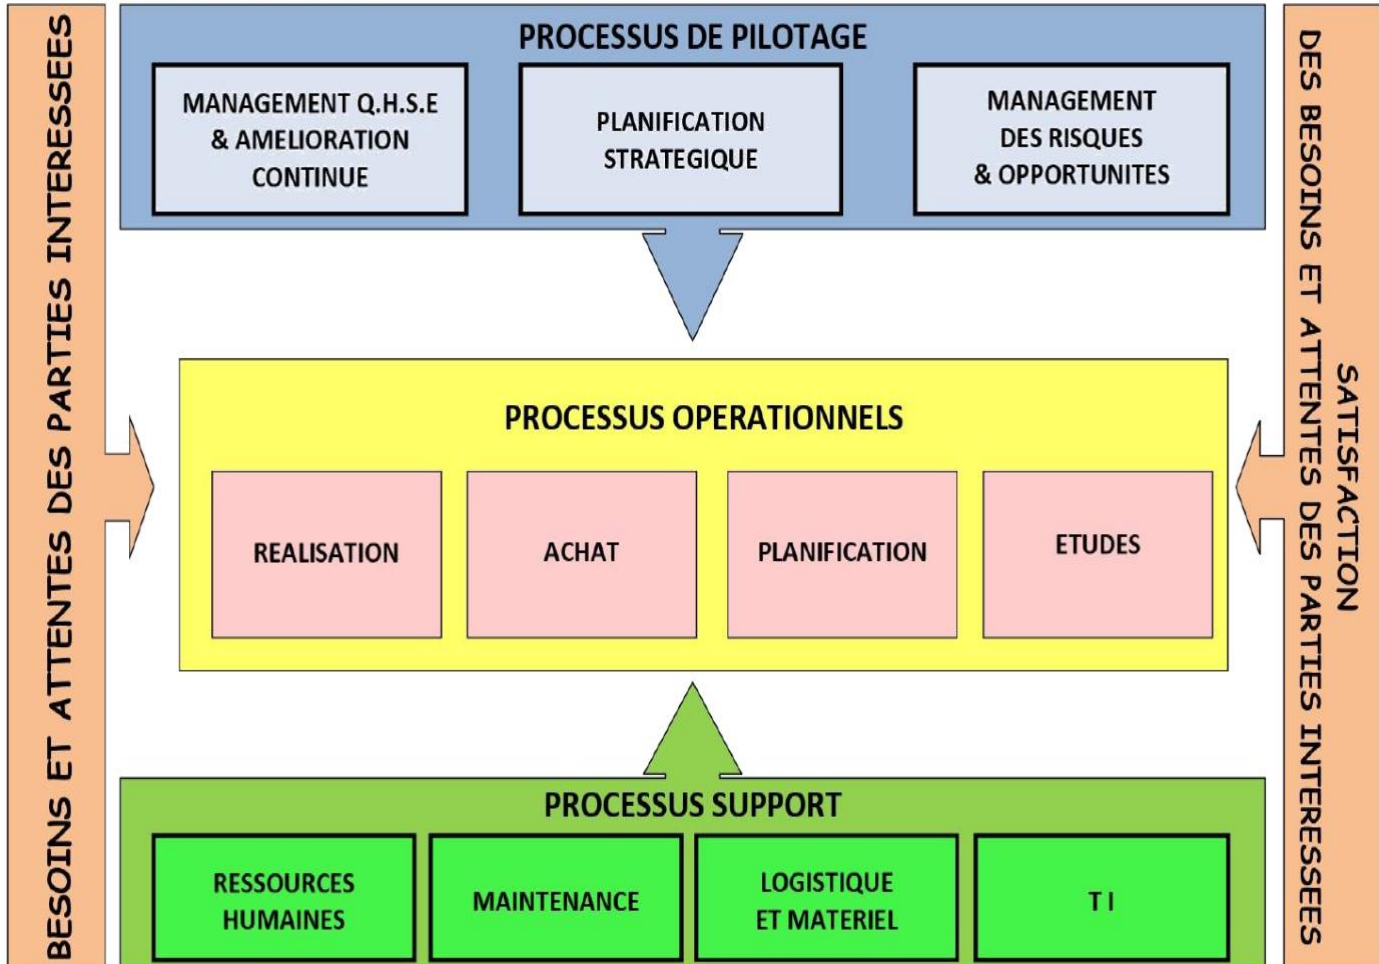 BESOINS ET ATTENTES DES PARTIES INTERESSEES
PROCESSUS DE PILOTAGE
MANAGEMENT Q.H.S.E
& AMELIORATION
CONTINUE
PLANIFICATION
STRATEGIQUE
MANAGEMENT
DES RISQUES
& OPPORTUNITES
PROCESSUS OPERATIONNELS
REALISATION
ACHAT
PLANIFICATION
ETUDES
PROCESSUS SUPPORT
RESSOURCES
HUMAINES
MAINTENANCE
LOGISTIQUE
ET MATERIEL
T I
SATISFACTION
DES BESOINS ET ATTENTES DES PARTIES INTERESSEES